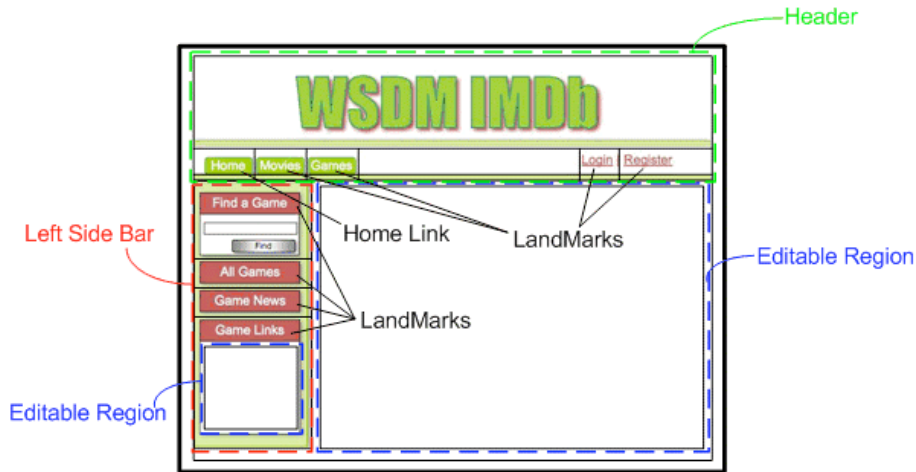 Header
WSDM IMDb
Home Movies Games Login Register
Find a Game
Left Side Bar
Home Link
LandMarks
Find
Editable Region
All Games
Game News
LandMarks
Game Links
Editable Region